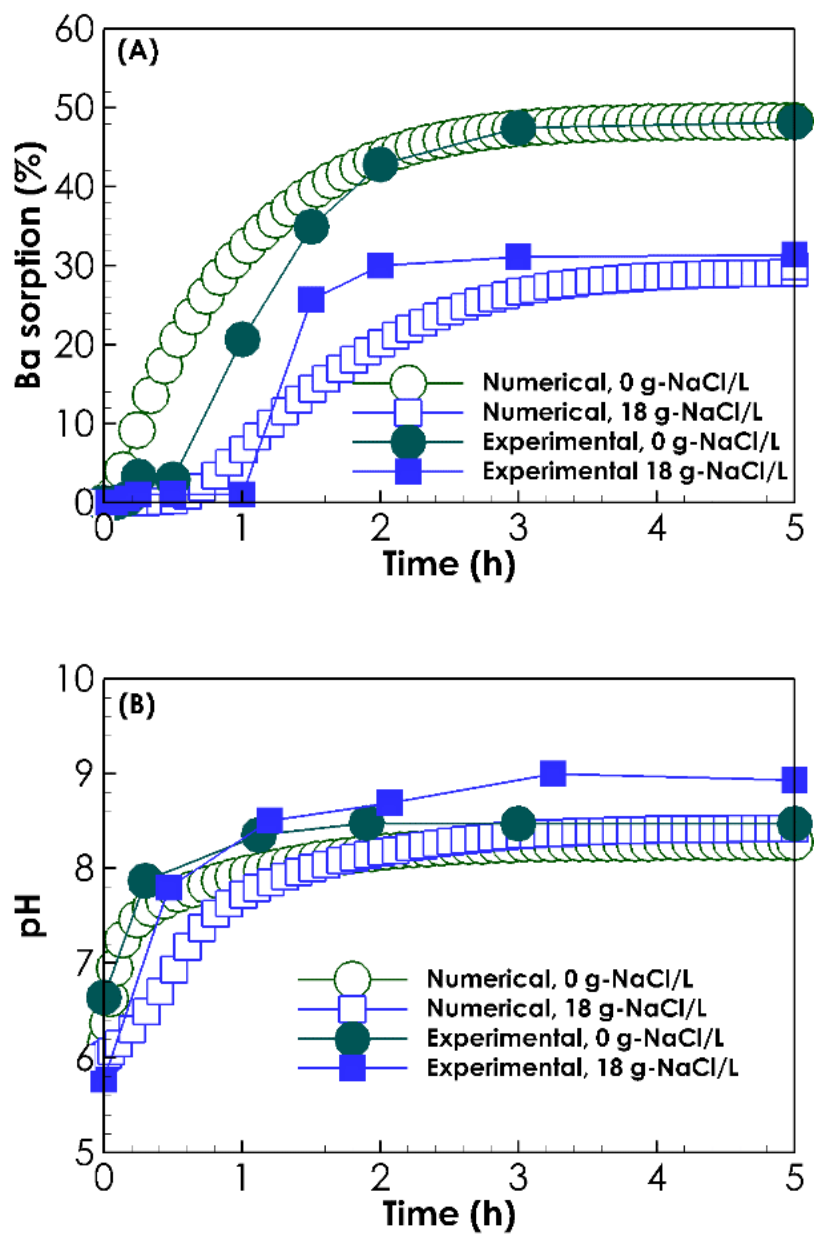 (A)
60
50
40
30
20
10
0
Ba sorption (%)
Numerical, 0 g-NaCl/L
Numerical, 18 g-NaCl/L
Experimental, 0 g-NaCl/L
Experimental 18 g-NaCl/L
0 1 2 3 4 5
Time (h)
(B)
10
9
8
7
6
5
pH
Numerical, 0 g-NaCl/L
Numerical, 18 g-NaCl/L
Experimental, 0 g-NaCl/L
Experimental, 18 g-NaCl/L
0 1 2 3 4 5
Time (h)